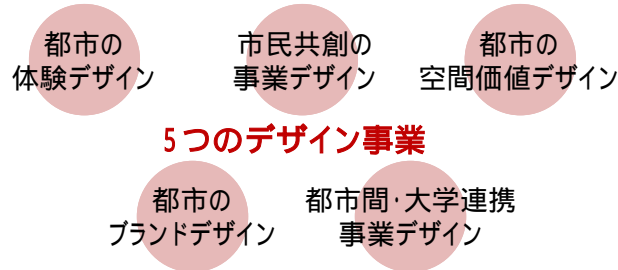 都市の
体験デザイン
市民共創の
事業デザイン
都市の
空間価値デザイン
5つのデザイン事業
都市の
ブランドデザイン
都市間・大学連携
事業デザイン